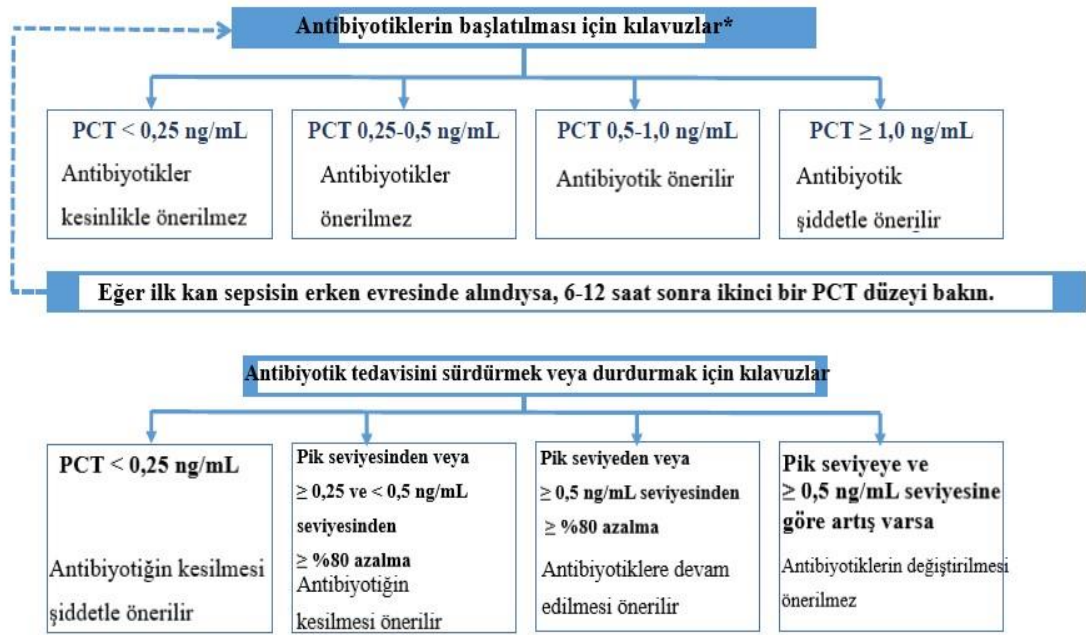 Antibiyotiklerin başlatılması için kılavuzlar*
PCT < 0,25 ng/mL
Antibiyotikler
kesinlikle önerilmez
PCT 0,25-0,5 ng/mL
Antibiyotikler
önerilmez
PCT 0,5-1,0 ng/mL
Antibiyotik önerilir
PCT ≥ 1,0 ng/mL
Antibiyotik
şiddetle önerilir
Eğer ilk kan sepsisin erken evresinde alındıysa, 6-12 saat sonra ikinci bir PCT düzeyi bakın.
Antibiyotik tedavisini sürdürmek veya durdurmak için kılavuzlar
PCT < 0,25 ng/mL
Antibiyotiğin kesilmesi
şiddetle önerilir
Pik seviyesinden veya
≥ 0,25 ve < 0,5 ng/mL
seviyesinden
≥ %80 azalma
Antibiyotiğin
kesilmesi önerilir
Pik seviyeden veya
≥ 0,5 ng/mL seviyesinden
≥ %80 azalma
Antibiyotiklere devam
edilmesi önerilir
Pik seviyeye ve
≥ 0,5 ng/mL seviyesine
göre artış varsa
Antibiyotiklerin değiştirilmesi
önerilmez